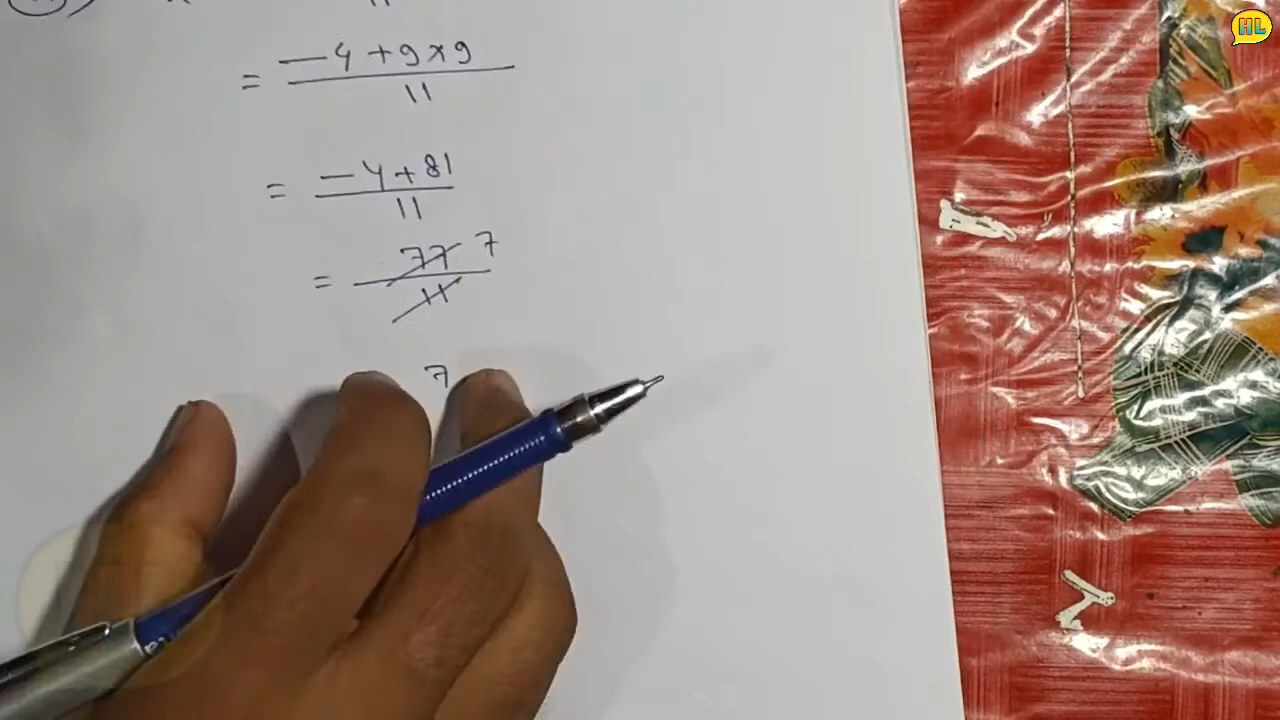 HL
= —4 + 9 x 9
11
= —4 + 81
11
= 77 7
11
7